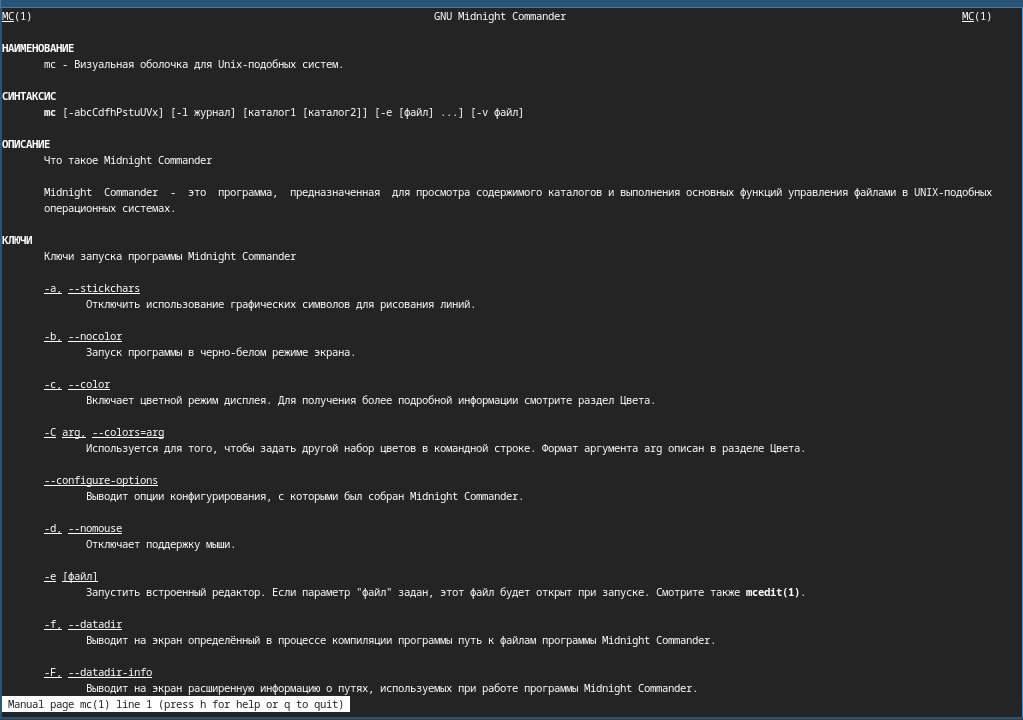 MC(1) GNU Midnight Commander MC(1)
НАИМЕНОВАНИЕ
mc - Визуальная оболочка для Unix-подобных систем.
СИНТАКСИС
mc [-abcCdfhPstuUVx] [-l журнал] [каталог1 [каталог2]] [-e [файл] ...] [-v файл]
ОПИСАНИЕ
Что такое Midnight Commander
Midnight Commander - это программа, предназначенная для просмотра содержимого каталогов и выполнения основных функций управления файлами в UNIX-подобных
операционных системах.
КЛЮЧИ
Ключи запуска программы Midnight Commander
-a, --stickchars
Отключить использование графических символов для рисования линий.
-b, --nocolor
Запуск программы в черно-белом режиме экрана.
-c, --color
Включает цветной режим дисплея. Для получения более подробной информации смотрите раздел Цвета.
-C arg, --colors=arg
Используется для того, чтобы задать другой набор цветов в командной строке. Формат аргумента arg описан в разделе Цвета.
--configure-options
Выводит опции конфигурирования, с которыми был собран Midnight Commander.
-d, --nomouse
Отключает поддержку мыши.
-e [файл]
Запустить встроенный редактор. Если параметр "файл" задан, этот файл будет открыт при запуске. Смотрите также mcedit(1).
-f, --datadir
Выводит на экран определённый в процессе компиляции программы путь к файлам программы Midnight Commander.
-F, --datadir-info
Выводит на экран расширенную информацию о путях, используемых при работе программы Midnight Commander.
Manual page mc(1) line 1 (press h for help or q to quit)